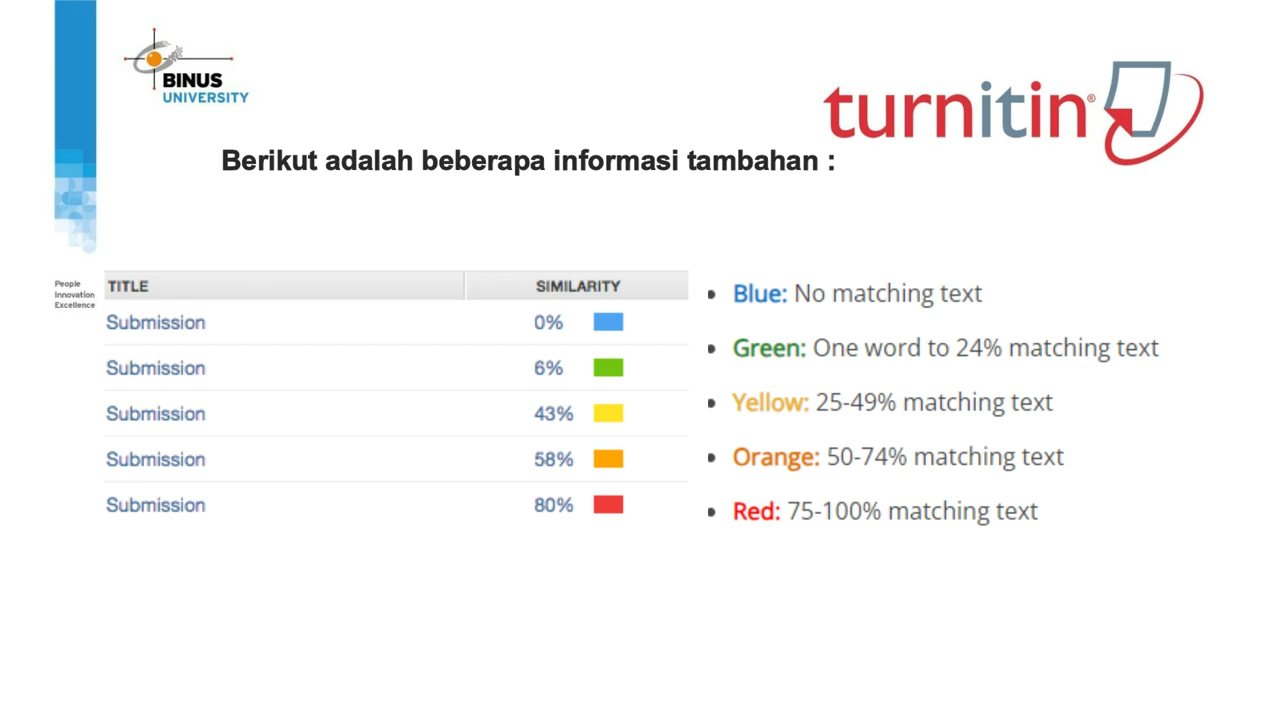 BINUS
UNIVERSITY
turnitin®
Berikut adalah beberapa informasi tambahan :
People
Innovation
Excellence
TITLE SIMILARITY
Submission 0%
Submission 6%
Submission 43%
Submission 58%
Submission 80%
• Blue: No matching text
• Green: One word to 24% matching text
• Yellow: 25-49% matching text
• Orange: 50-74% matching text
• Red: 75-100% matching text